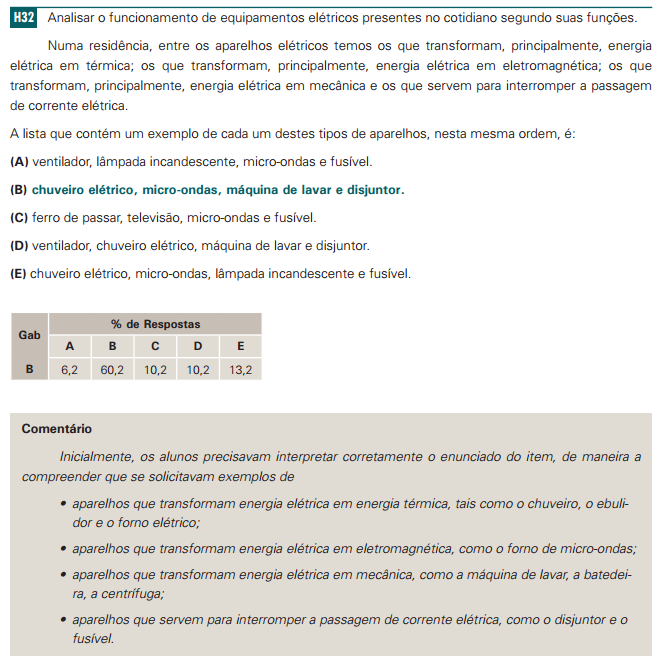 H32 Analisar o funcionamento de equipamentos elétricos presentes no cotidiano segundo suas funções.
Numa residência, entre os aparelhos elétricos temos os que transformam, principalmente, energia
elétrica em térmica; os que transformam, principalmente, energia elétrica em eletromagnética; os que
transformam, principalmente, energia elétrica em mecânica e os que servem para interromper a passagem
de corrente elétrica.
A lista que contém um exemplo de cada um destes tipos de aparelhos, nesta mesma ordem, é:
(A) ventilador, lâmpada incandescente, micro-ondas e fusível.
(B) chuveiro elétrico, micro-ondas, máquina de lavar e disjuntor.
(C) ferro de passar, televisão, micro-ondas e fusível.
(D) ventilador, chuveiro elétrico, máquina de lavar e disjuntor.
(E) chuveiro elétrico, micro-ondas, lâmpada incandescente e fusível.
Gab % de Respostas
A B C D E
B 6,2 60,2 10,2 10,2 13,2
Comentário
Inicialmente, os alunos precisavam interpretar corretamente o enunciado do item, de maneira a
compreender que se solicitavam exemplos de
• aparelhos que transformam energia elétrica em energia térmica, tais como o chuveiro, o ebuli-
dor e o forno elétrico;
• aparelhos que transformam energia elétrica em eletromagnética, como o forno de micro-ondas;
• aparelhos que transformam energia elétrica em mecânica, como a máquina de lavar, a batedei-
ra, a centrífuga;
• aparelhos que servem para interromper a passagem de corrente elétrica, como o disjuntor e o
fusível.